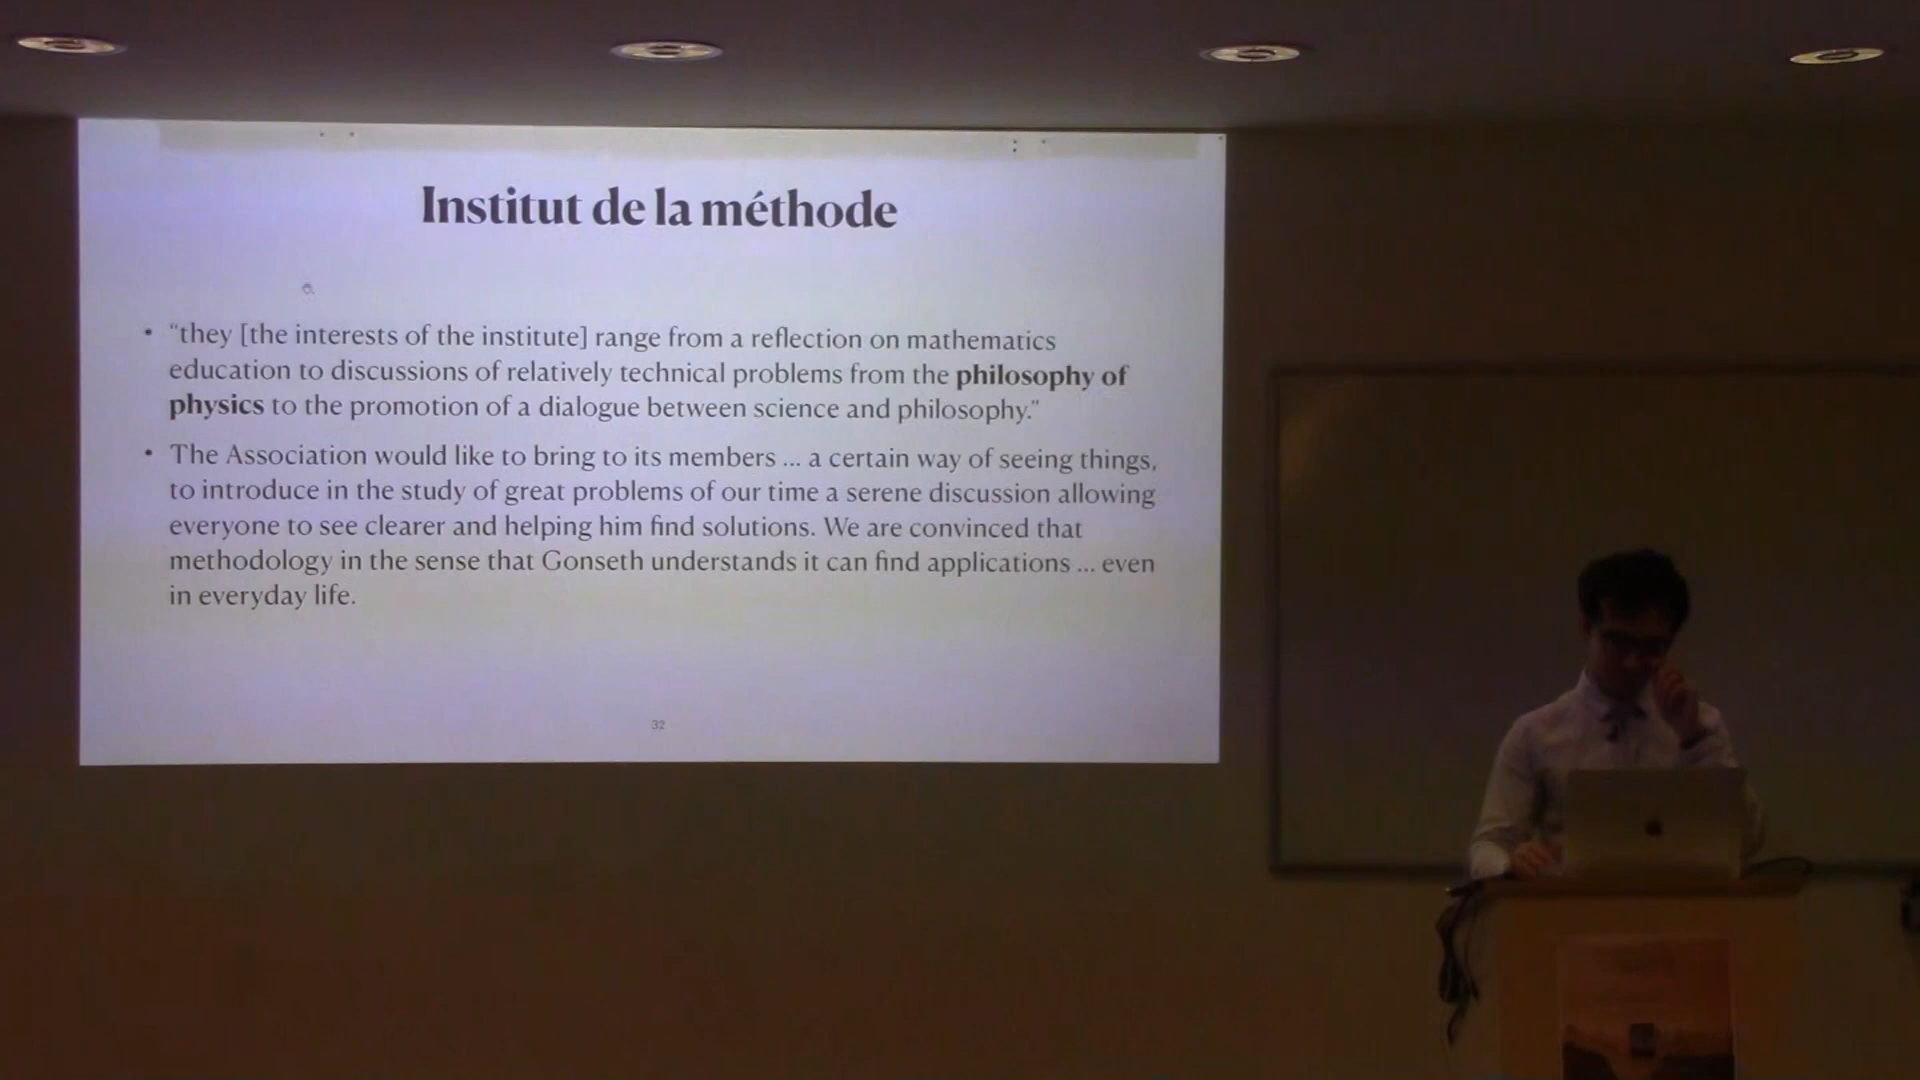 Institut de la méthode
• “they [the interests of the institute] range from a reflection on mathematics
education to discussions of relatively technical problems from the philosophy of
physics to the promotion of a dialogue between science and philosophy.”
• The Association would like to bring to its members ... a certain way of seeing things,
to introduce in the study of great problems of our time a serene discussion allowing
everyone to see clearer and helping him find solutions. We are convinced that
methodology in the sense that Gonseth understands it can find applications ... even
in everyday life.
32